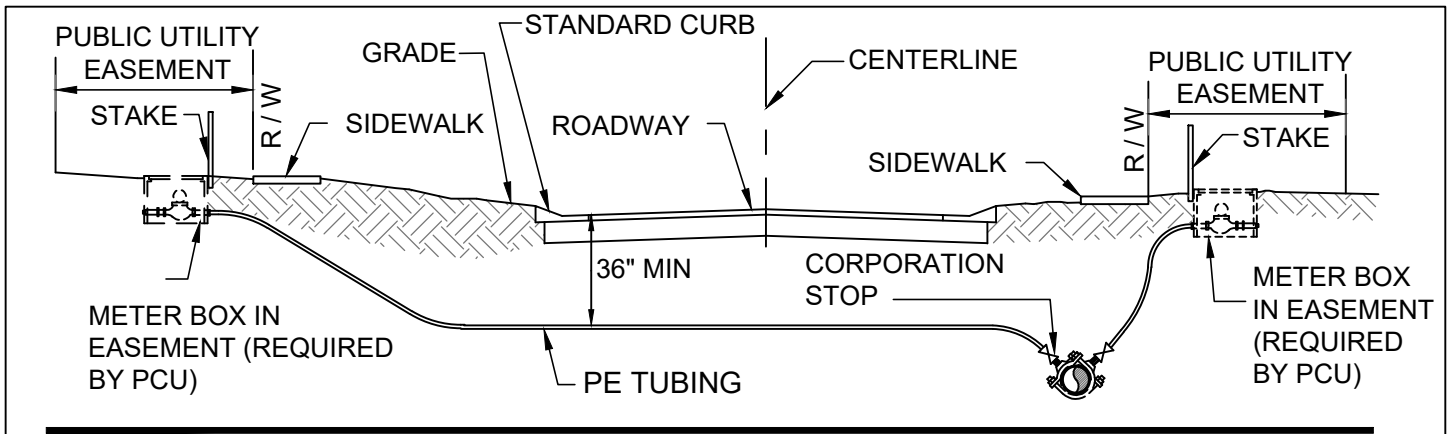 PUBLIC UTILITY
EASEMENT
STAKE
R / W
SIDEWALK
GRADE
STANDARD CURB
ROADWAY
CENTERLINE
PUBLIC UTILITY
EASEMENT
SIDEWALK
R / W
STAKE
36" MIN
CORPORATION
STOP
METER BOX IN
EASEMENT (REQUIRED
BY PCU)
PE TUBING
METER BOX
IN EASEMENT
(REQUIRED
BY PCU)